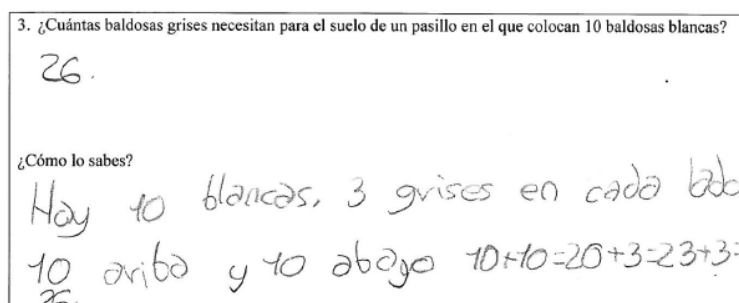 3. ¿Cuántas baldosas grises necesitan para el suelo de un pasillo en el que colocan 10 baldosas blancas?
26.
¿Cómo lo sabes?
Hay 10 blancas, 3 grises en cada lado
10 ariba y 10 abajo 10+10=20+3=23+3=
26.